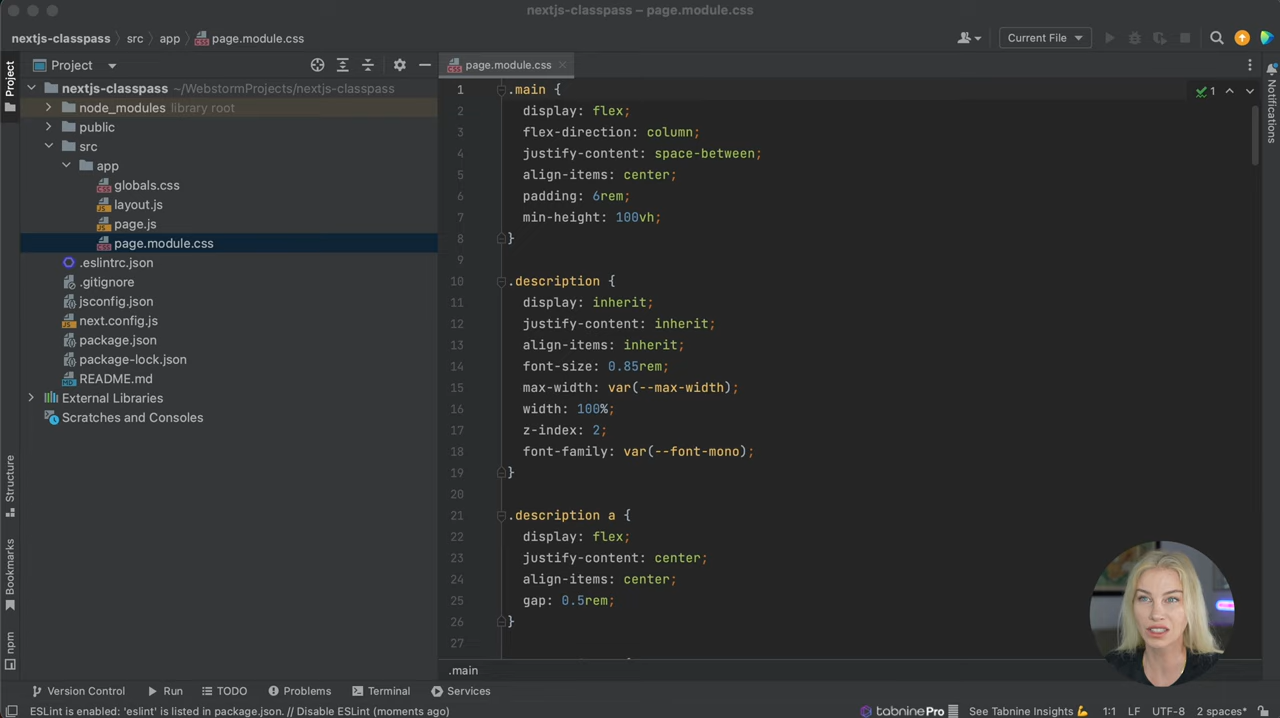 nextjs-classpass – page.module.css
nextjs-classpass src app page.module.css
Current File
Project
Project
page.module.css
nextjs-classpass ~/WebstormProjects/nextjs-classpass
node_modules library root
public
src
app
globals.css
layout.js
page.js
page.module.css
.eslintrc.json
.gitignore
jsconfig.json
next.config.js
package.json
package-lock.json
README.md
External Libraries
Scratches and Consoles
Structure
Bookmarks
npm
1 .main {
2 display: flex;
3 flex-direction: column;
4 justify-content: space-between;
5 align-items: center;
6 padding: 6rem;
7 min-height: 100vh;
8 }
9
10 .description {
11 display: inherit;
12 justify-content: inherit;
13 align-items: inherit;
14 font-size: 0.85rem;
15 max-width: var(--max-width);
16 width: 100%;
17 z-index: 2;
18 font-family: var(--font-mono);
19 }
20
21 .description a {
22 display: flex;
23 justify-content: center;
24 align-items: center;
25 gap: 0.5rem;
26 }
27
1
Notifications
.main
Version Control Run TODO Problems Terminal Services
ESLint is enabled: 'eslint' is listed in package.json. // Disable ESLint (moments ago)
tabnine Pro See Tabnine Insights 1:1 LF UTF-8 2 spaces*